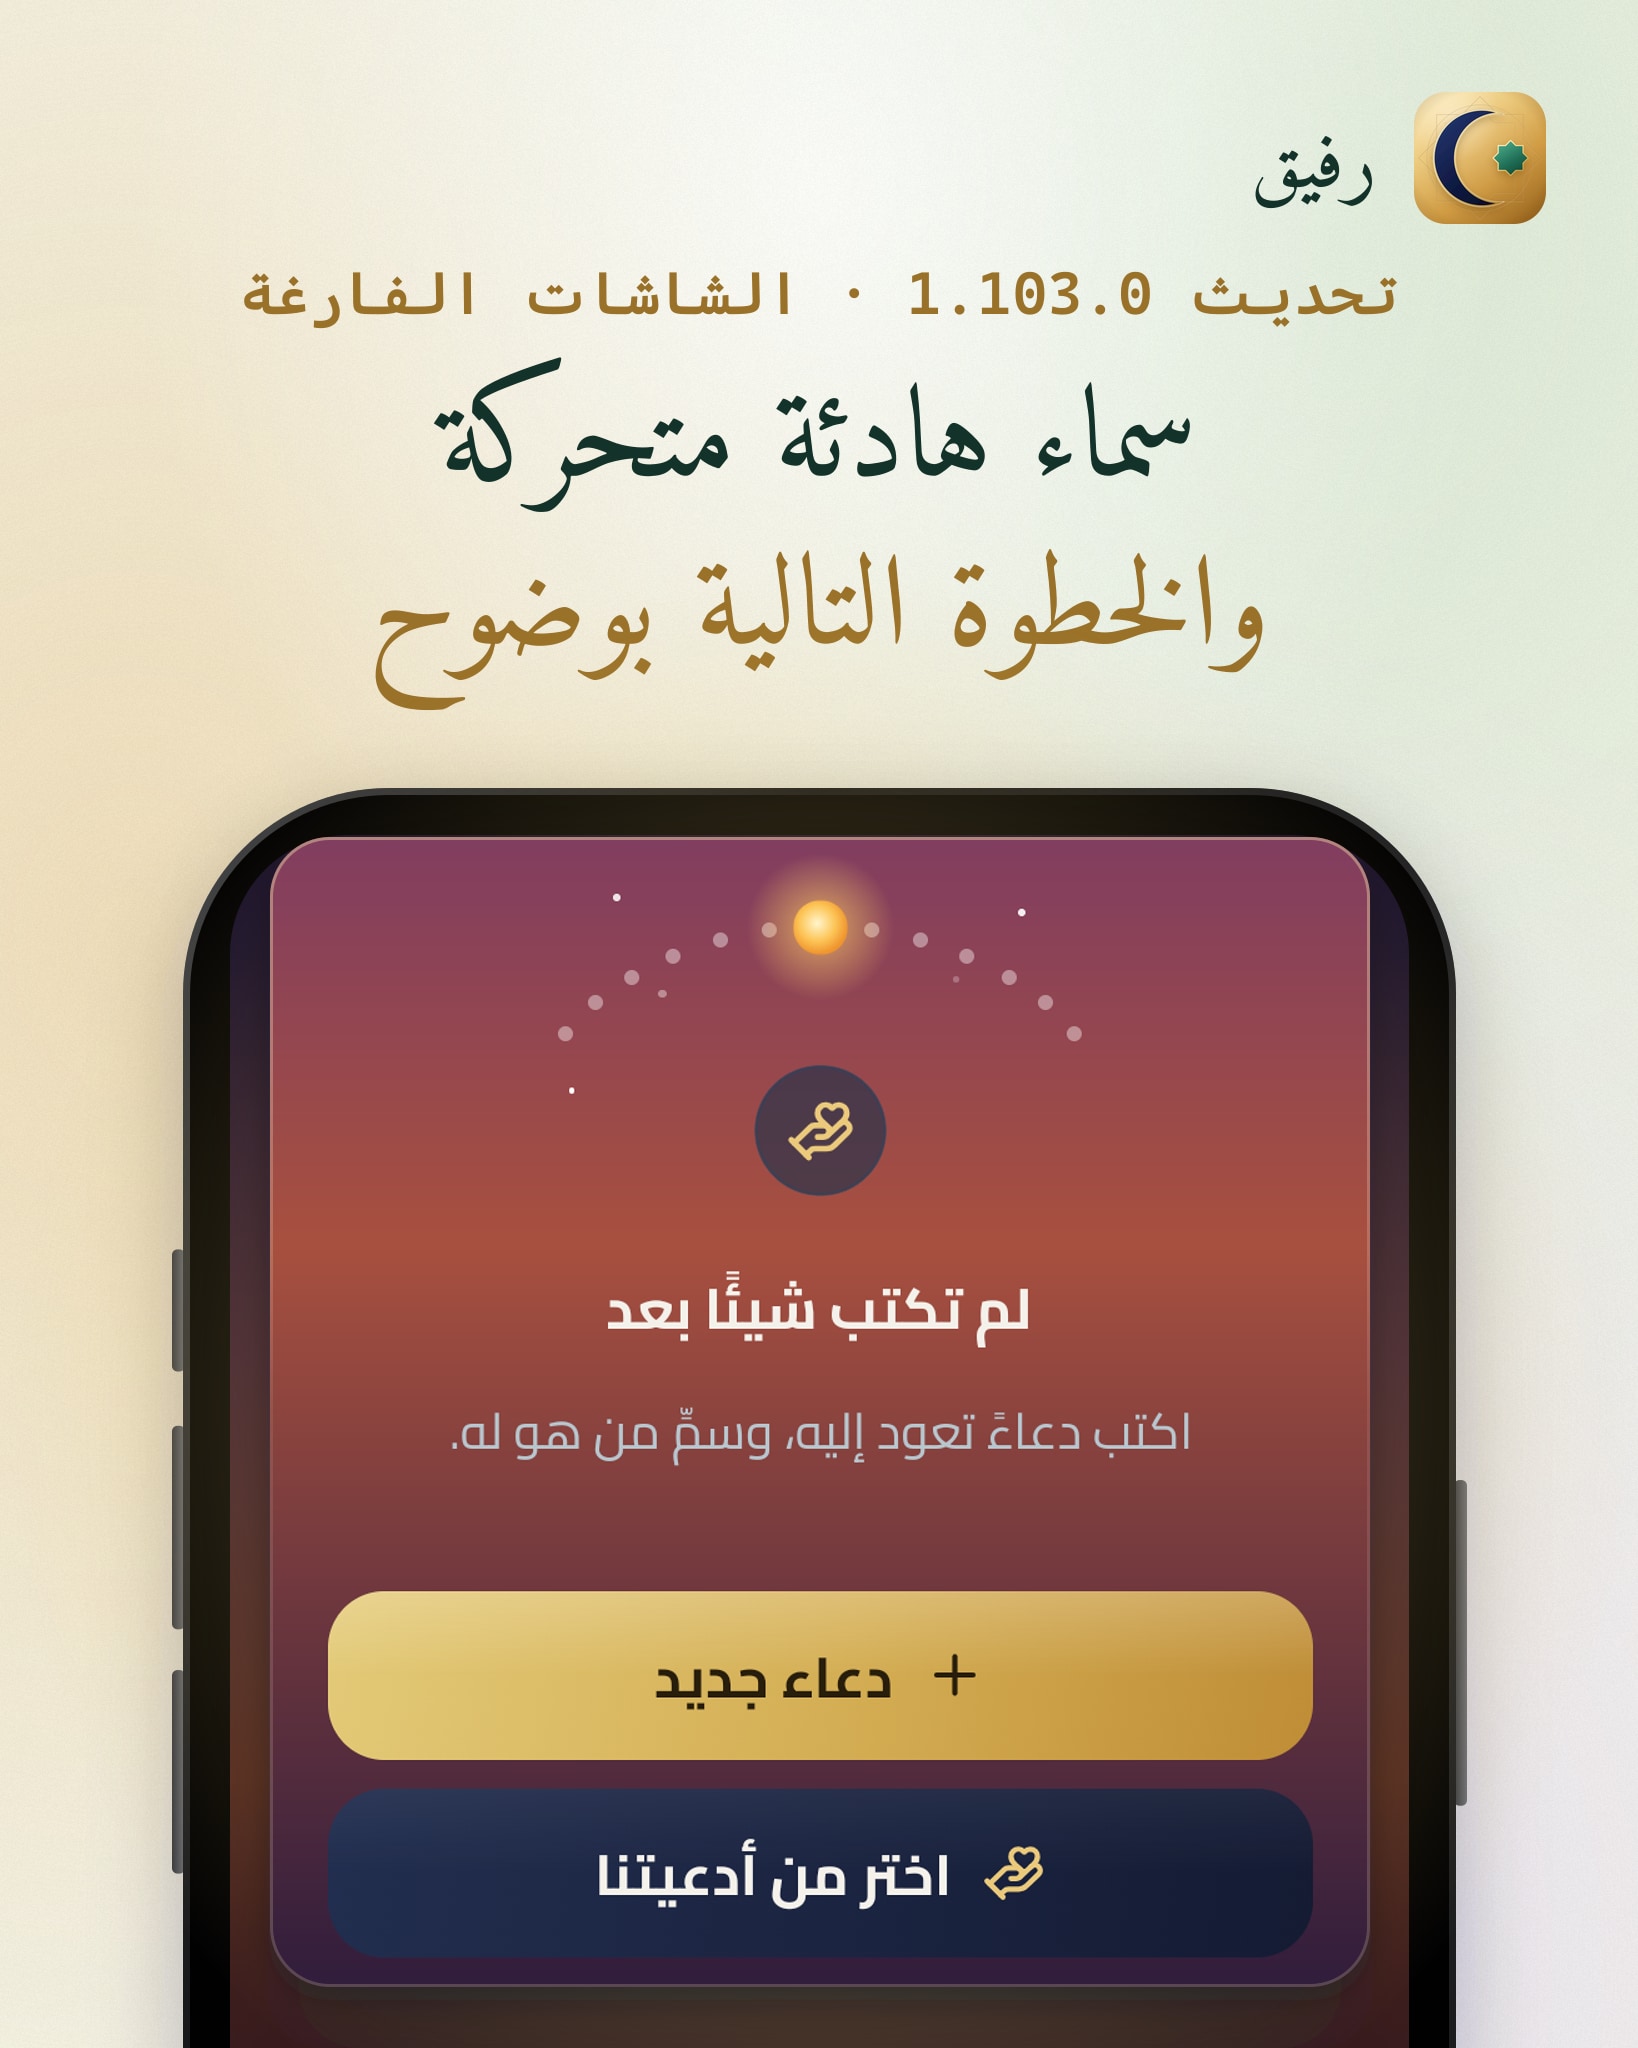 رفيق
تحديث 1.103.0 · الشاشات الفارغة
سماء هادئة متحركة
والخطوة التالية بوضوح
لم تكتب شيئًا بعد
اكتب دعاءً تعود إليه، وسمِّ من هو له.
دعاء جديد
اختر من أدعيتنا